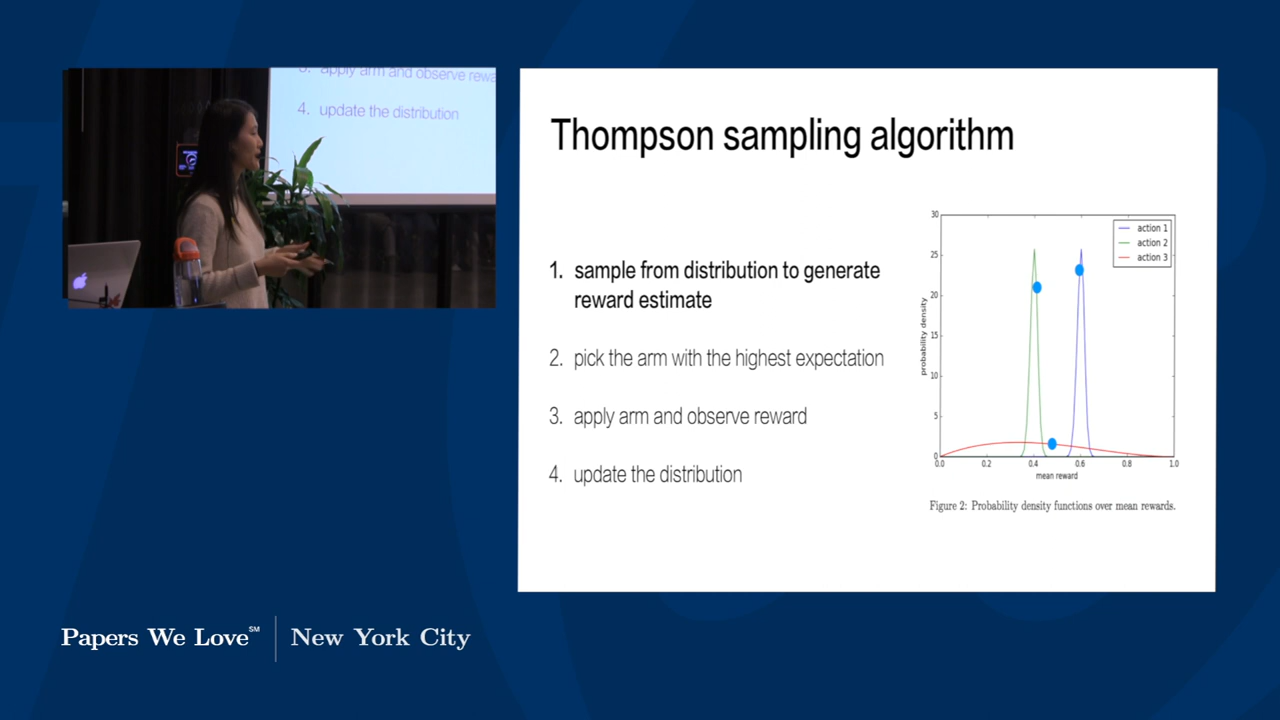 3. apply arm and observe rewa
4. update the distribution
Thompson sampling algorithm
1. sample from distribution to generate
reward estimate
2. pick the arm with the highest expectation
3. apply arm and observe reward
4. update the distribution
30
25
20
15
10
5
0
0.0 0.2 0.4 0.6 0.8 1.0
probability density
mean reward
action 1
action 2
action 3
Figure 2: Probability density functions over mean rewards.
Papers We Love℠ | New York City